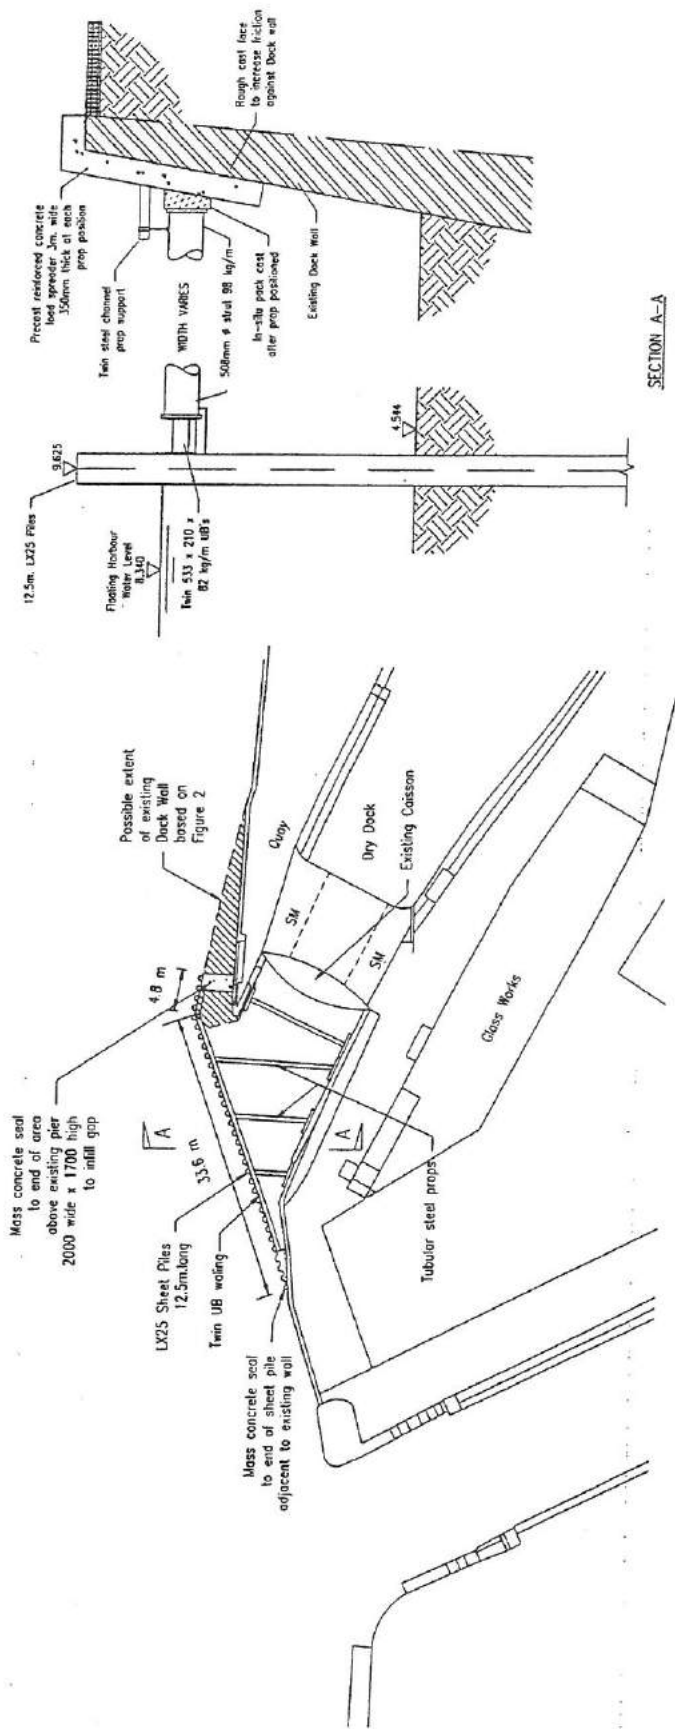 Mass concrete seal
to end of area
above existing pier
2000 wide x 1700 high
to infill gap
LX25 Sheet Piles
12.5m.long
Twin UB waling
Mass concrete seal
to end of sheet pile
adjacent to existing wall
33.6 m
4.8 m
A
A
Possible extent
of existing
Dock Wall
based on
Figure 2
Quay
SM
SM
Dry Dock
Existing Caisson
Glass Works
Tubular steel props
12.5m. LX25 Piles
9.625
Floating Harbour
Water Level
8.340
Twin 533 x 210 x
82 kg/m UB's
4.544
WIDTH VARIES
508mm ø strut 98 kg/m
Precast reinforced concrete
load spreader 3m. wide
350mm thick at each
prop position
Twin steel channel
prop support
In-situ pack cast
after prop positioned
Existing Dock Wall
Rough cast face
to increase friction
against Dock wall
SECTION A-A